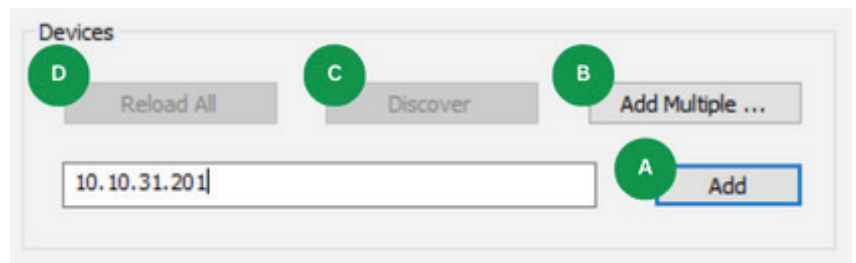 Devices
D
Reload All
C
Discover
B
Add Multiple ...
10.10.31.201
A
Add